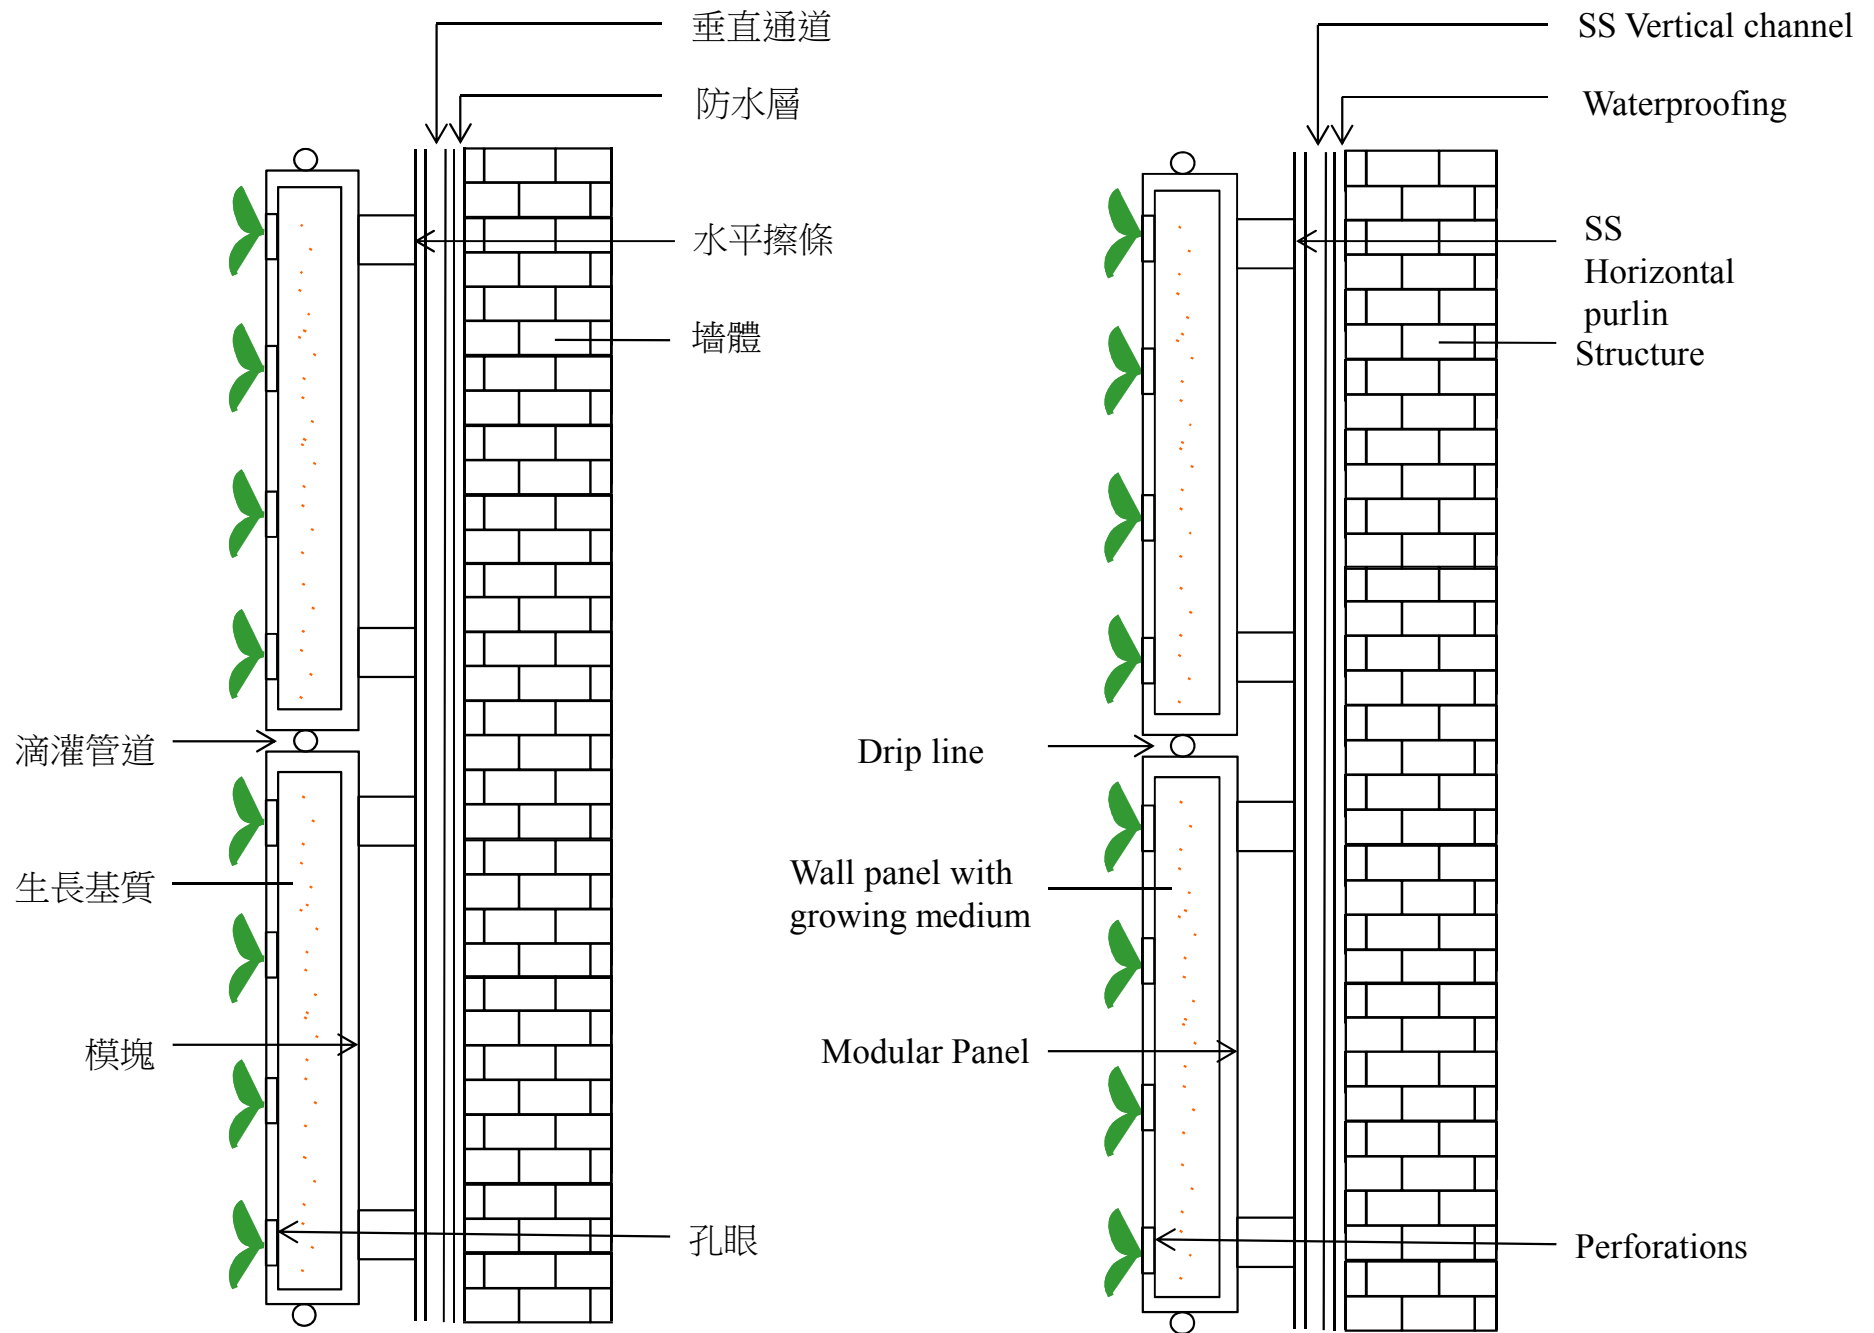 垂直通道
防水層
水平擦條
墻體
滴灌管道
生長基質
模塊
孔眼
SS Vertical channel
Waterproofing
SS
Horizontal
purlin
Structure
Drip line
Wall panel with
growing medium
Modular Panel
Perforations